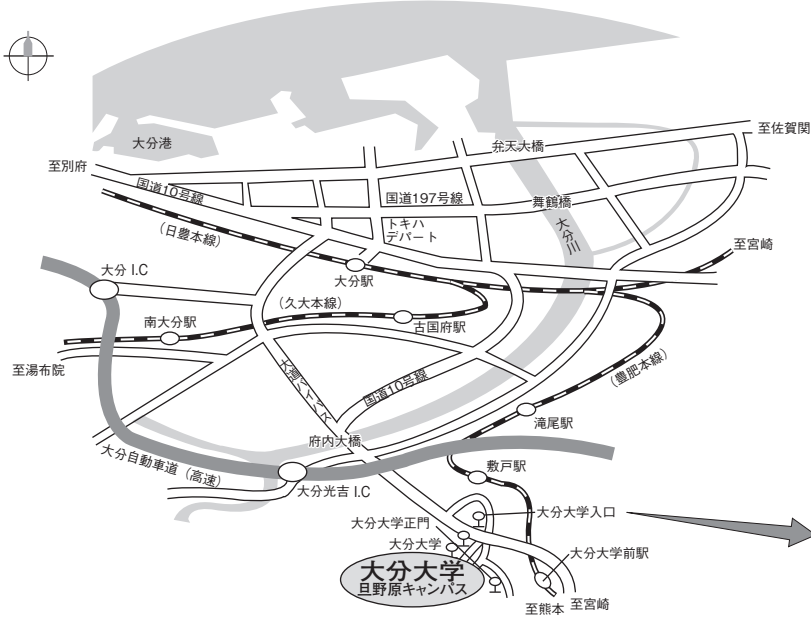 大分港
至佐賀関
弁天大橋
至別府
国道10号線
国道197号線
舞鶴橋
トキハ
デパート
大分川
(日豊本線)
至宮崎
大分 I.C
大分駅
(久大本線)
南大分駅
古国府駅
至湯布院
大道バイパス
国道10号線
(豊肥本線)
滝尾駅
府内大橋
大分自動車道(高速)
敷戸駅
大分光吉 I.C
大分大学入口
大分大学正門
大分大学
大分大学前駅
大分大学
旦野原キャンパス
至熊本
至宮崎